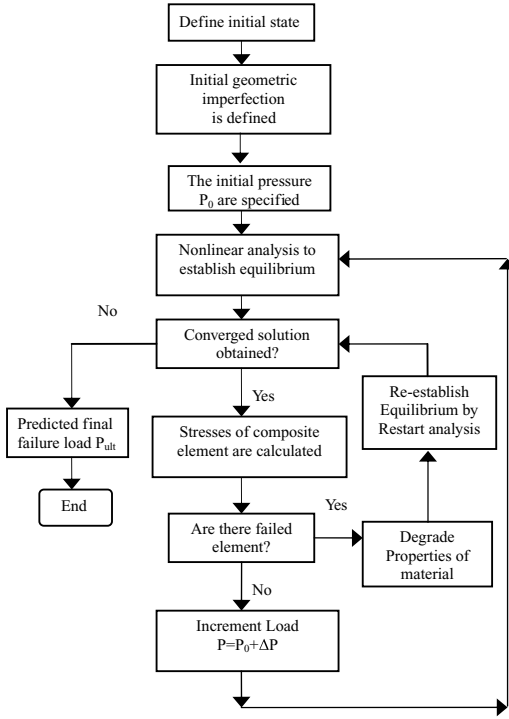 Define initial state
Initial geometric
imperfection
is defined
The initial pressure
P₀ are specified
Nonlinear analysis to
establish equilibrium
No
Converged solution
obtained?
Yes
Re-establish
Equilibrium by
Restart analysis
Predicted final
failure load Pᵤₗₜ
Stresses of composite
element are calculated
End
Yes
Are there failed
element?
Degrade
Properties of
material
No
Increment Load
P=P₀+ΔP